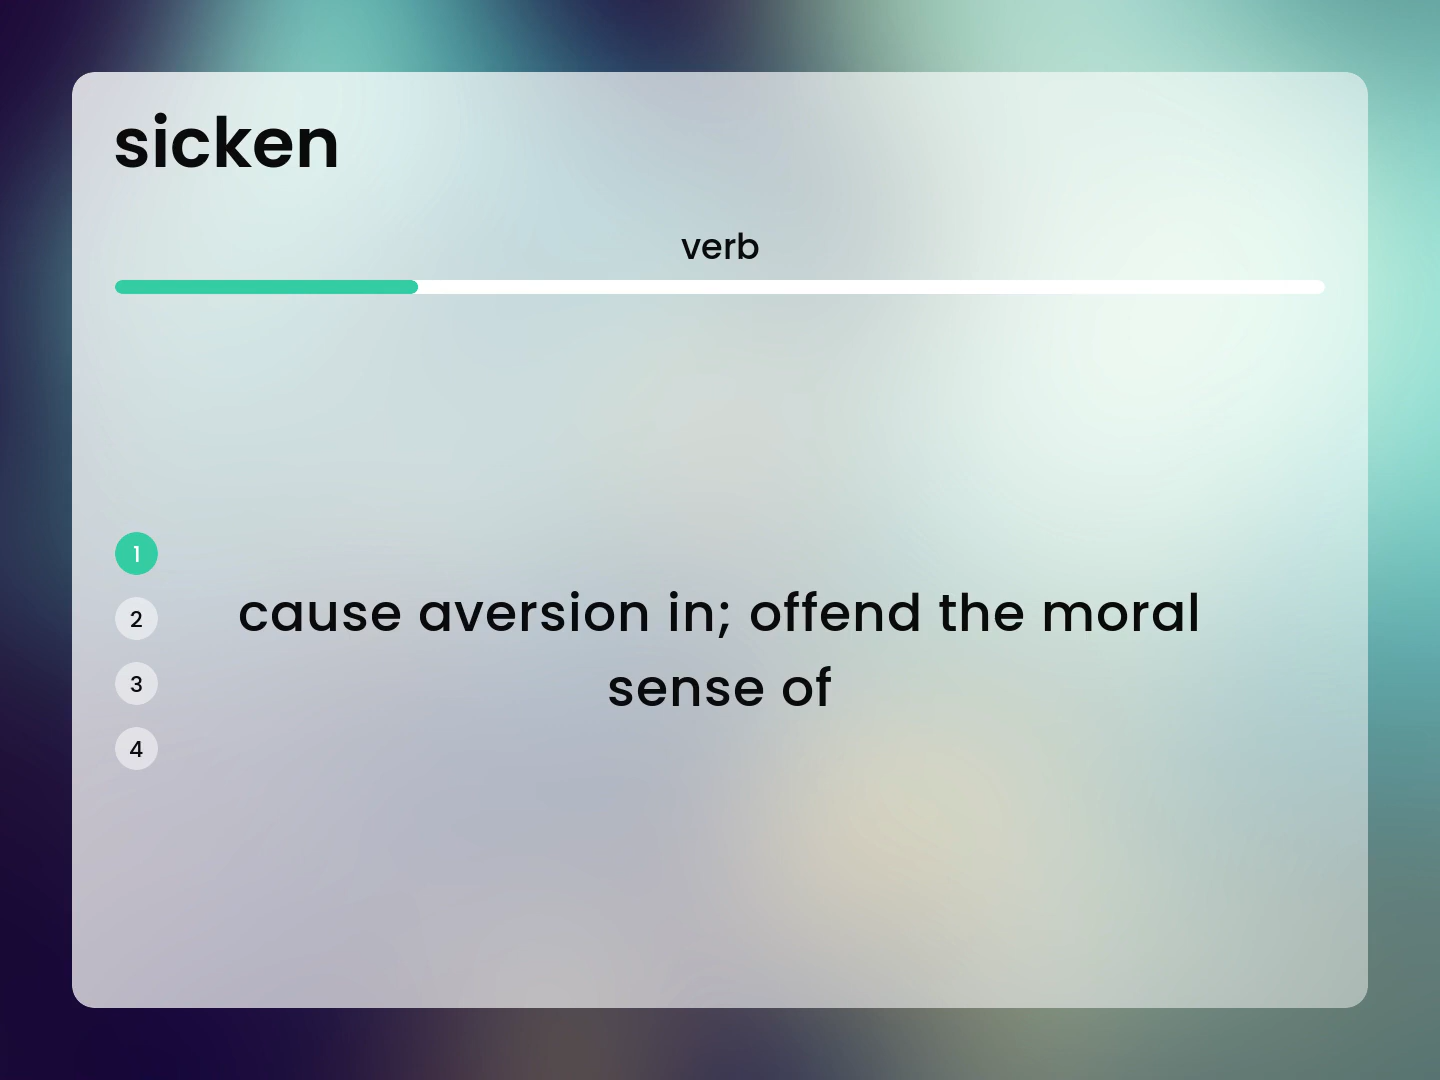 sicken
verb
1
2
3
4
cause aversion in; offend the moral
sense of